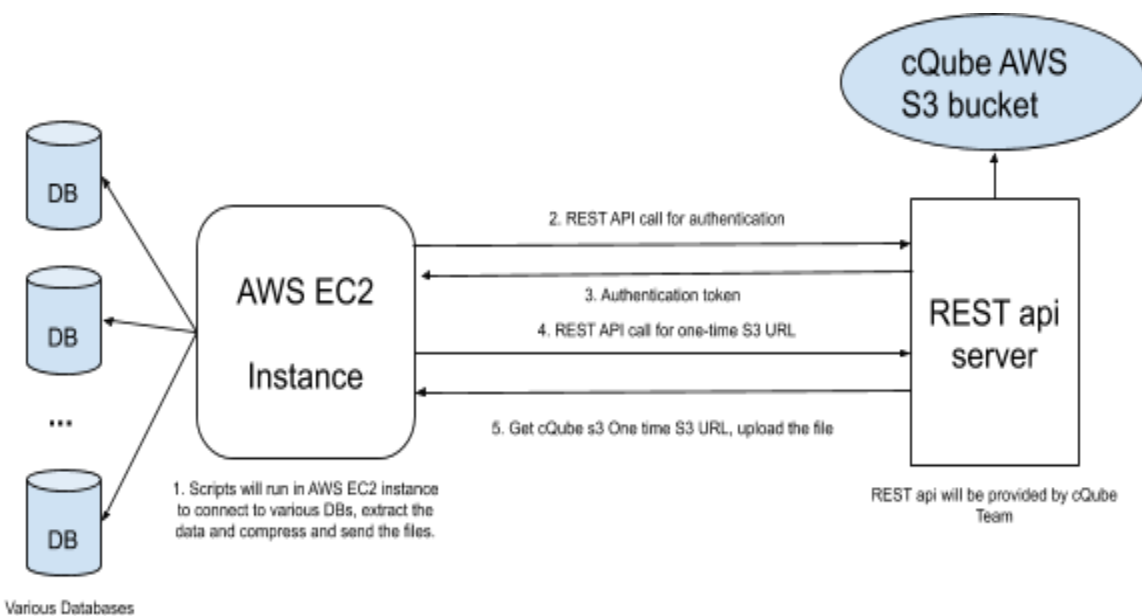 cQube AWS
S3 bucket
DB
2. REST API call for authentication
AWS EC2
Instance
3. Authentication token
REST api
server
DB
4. REST API call for one-time S3 URL
...
5. Get cQube s3 One time S3 URL, upload the file
DB
1. Scripts will run in AWS EC2 instance
to connect to various DBs, extract the
data and compress and send the files.
REST api will be provided by cQube
Team
Various Databases